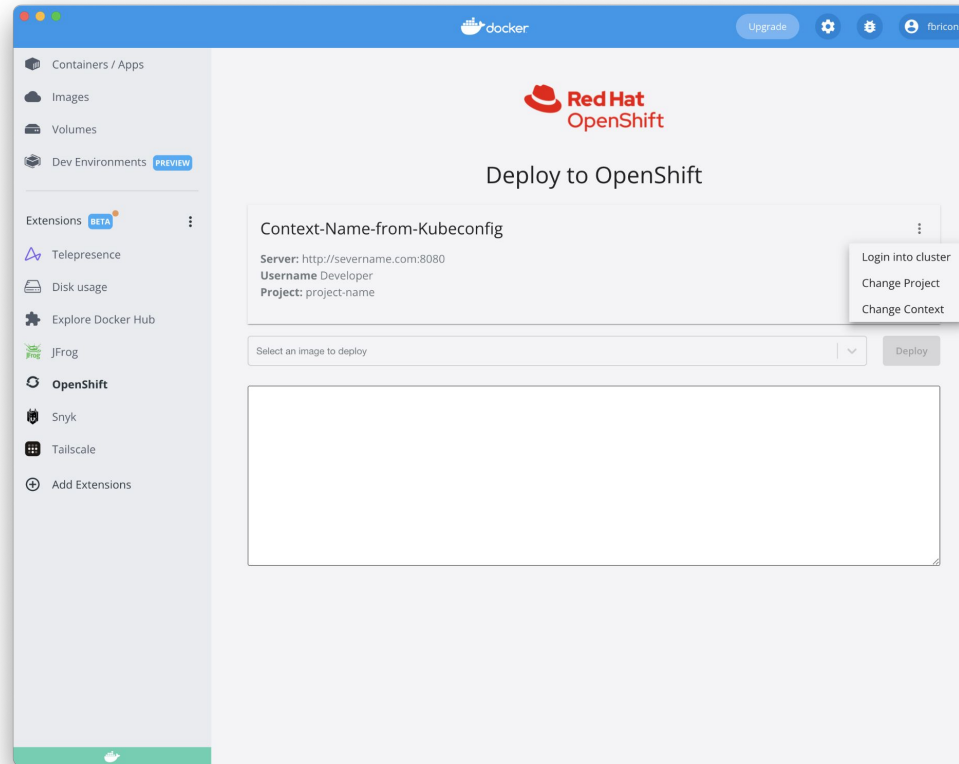 docker
Upgrade
fbricon
Containers / Apps
Images
Volumes
Dev Environments PREVIEW
Extensions BETA
Telepresence
Disk usage
Explore Docker Hub
JFrog
JFrog
OpenShift
Snyk
Tailscale
Add Extensions
Red Hat
OpenShift
Deploy to OpenShift
Context-Name-from-Kubeconfig
Server: http://severname.com:8080
Username Developer
Project: project-name
Login into cluster
Change Project
Change Context
Select an image to deploy
Deploy